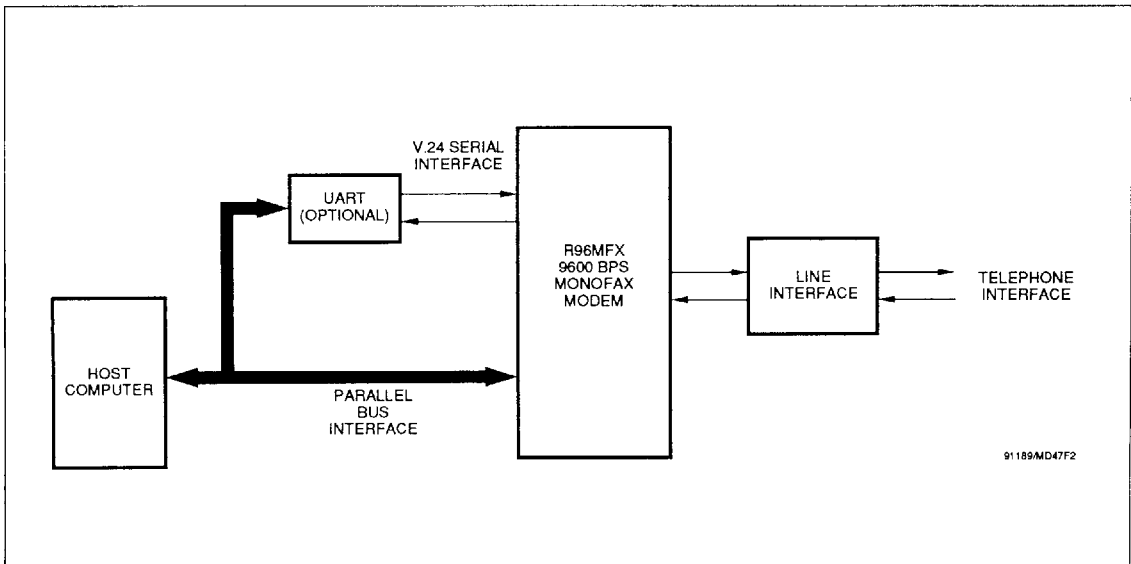 V.24 SERIAL
INTERFACE
UART
(OPTIONAL)
R96MFX
9600 BPS
MONOFAX
MODEM
LINE
INTERFACE
TELEPHONE
INTERFACE
HOST
COMPUTER
PARALLEL
BUS
INTERFACE
91189/MD47F2